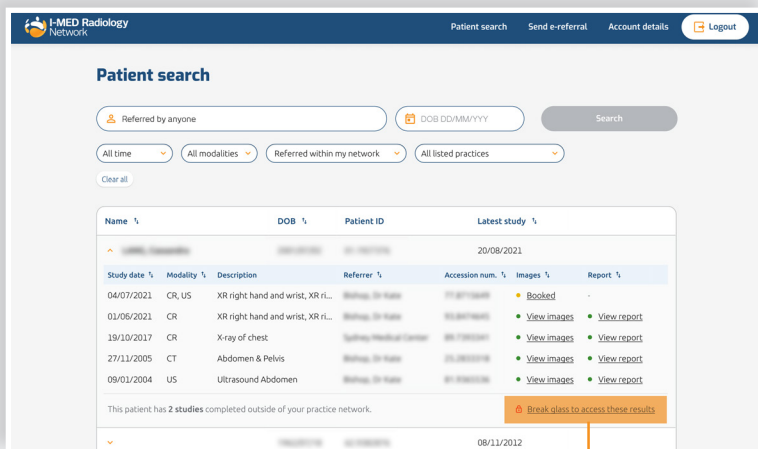 I-MED Radiology
Network
Patient search Send e-referral Account details Logout
Patient search
Referred by anyone DOB DD/MM/YYY Search
All time All modalities Referred within my network All listed practices
Clear all
Name DOB Patient ID Latest study
20/08/2021
Study date Modality Description Referrer Accession num. Images Report
04/07/2021 CR, US XR right hand and wrist, XR ri... Booked -
01/06/2021 CR XR right hand and wrist, XR ri... View images View report
19/10/2017 CR X-ray of chest View images View report
27/11/2005 CT Abdomen & Pelvis View images View report
09/01/2004 US Ultrasound Abdomen View images View report
This patient has 2 studies completed outside of your practice network. Break glass to access these results
08/11/2012